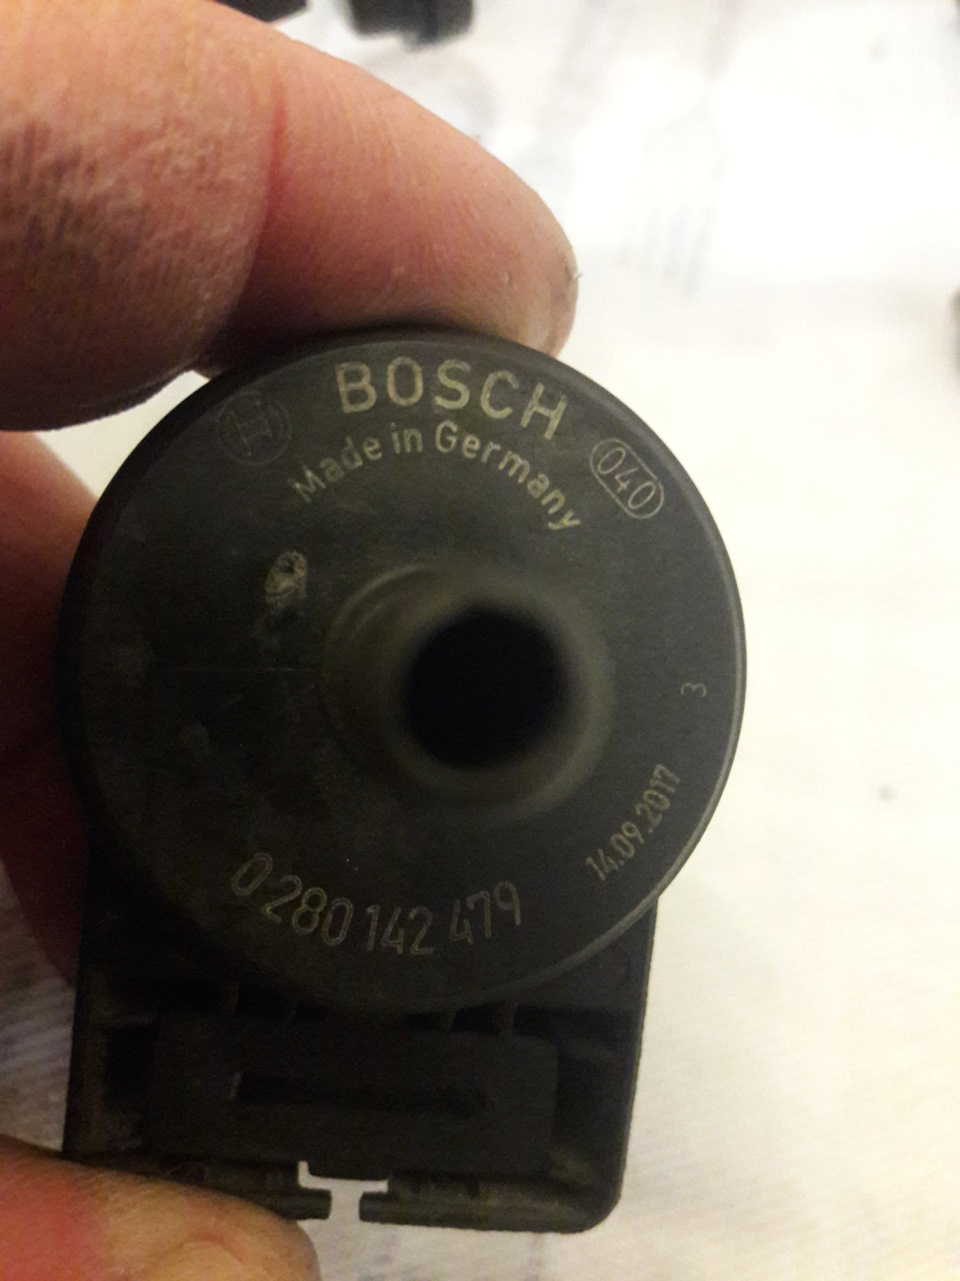 BOSCH
Made in Germany
040
3
14.09.2017
0 280 142 479